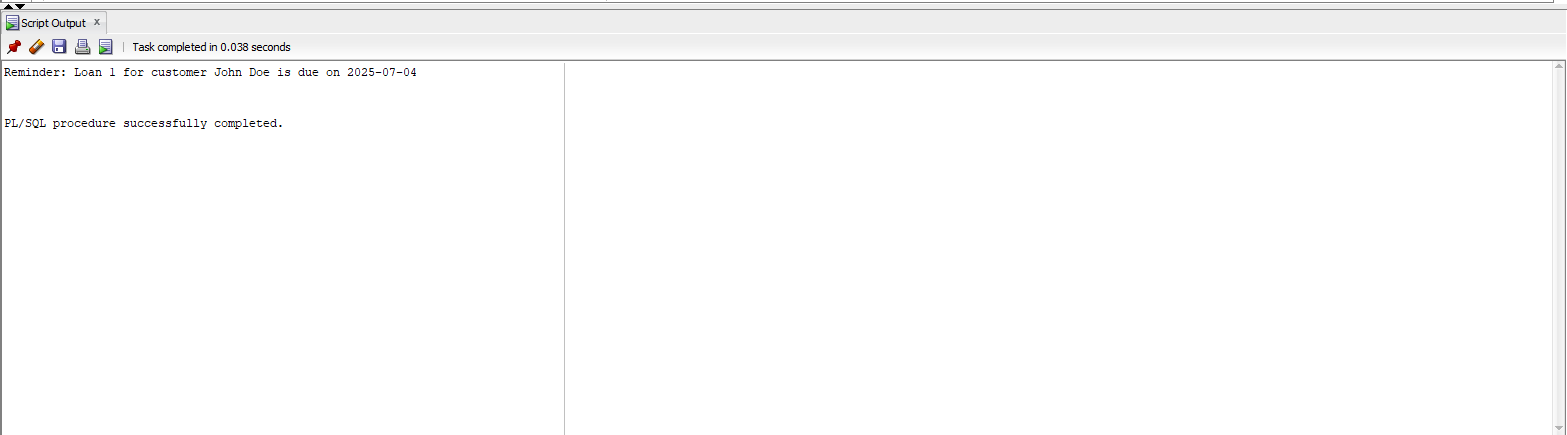 Script Output x
Task completed in 0.038 seconds
Reminder: Loan 1 for customer John Doe is due on 2025-07-04
PL/SQL procedure successfully completed.